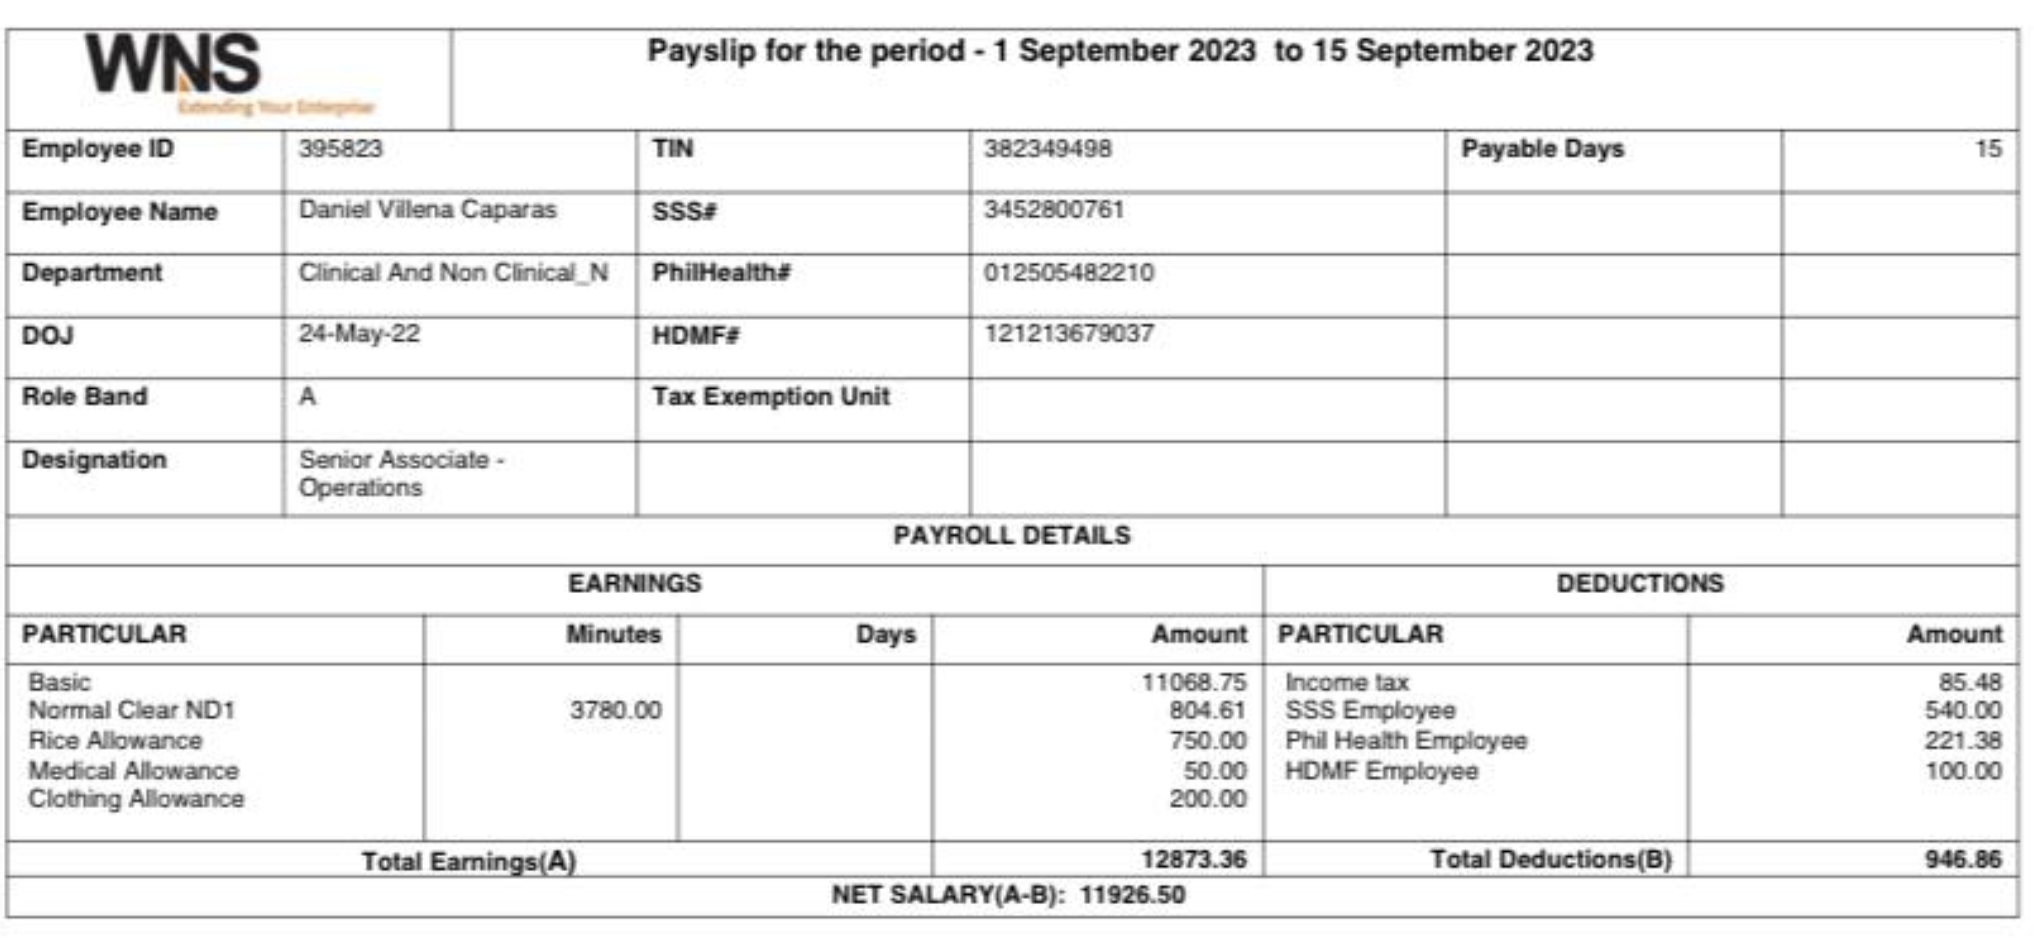 WNS
Extending Your Enterprise
Payslip for the period - 1 September 2023 to 15 September 2023
Employee ID 395823 TIN 382349498 Payable Days 15
Employee Name Daniel Villena Caparas SSS# 3452800761
Department Clinical And Non Clinical_N PhilHealth# 012505482210
DOJ 24-May-22 HDMF# 121213679037
Role Band A Tax Exemption Unit
Designation Senior Associate -
Operations
PAYROLL DETAILS
EARNINGS DEDUCTIONS
PARTICULAR Minutes Days Amount PARTICULAR Amount
Basic 11068.75 Income tax 85.48
Normal Clear ND1 3780.00 804.61 SSS Employee 540.00
Rice Allowance 750.00 Phil Health Employee 221.38
Medical Allowance 50.00 HDMF Employee 100.00
Clothing Allowance 200.00
Total Earnings(A) 12873.36 Total Deductions(B) 946.86
NET SALARY(A-B): 11926.50